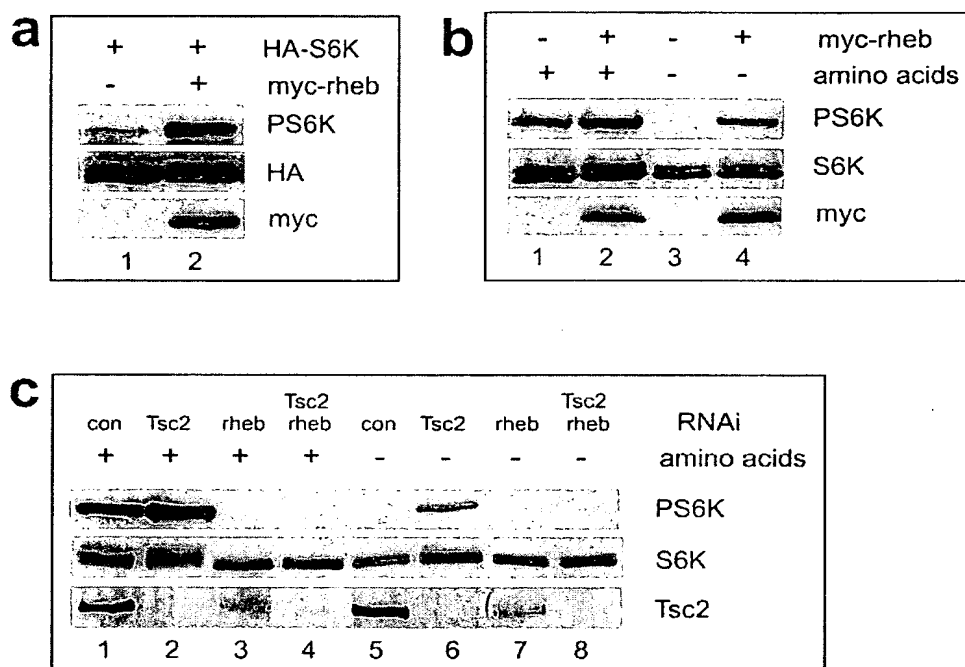 a
+ + HA-S6K
- + myc-rheb
PS6K
HA
myc
1 2
b
- + - + myc-rheb
+ + - - amino acids
PS6K
S6K
myc
1 2 3 4
c
con Tsc2 rheb Tsc2 rheb con Tsc2 rheb Tsc2 rheb RNAi
+ + + + - - - - amino acids
PS6K
S6K
Tsc2
1 2 3 4 5 6 7 8